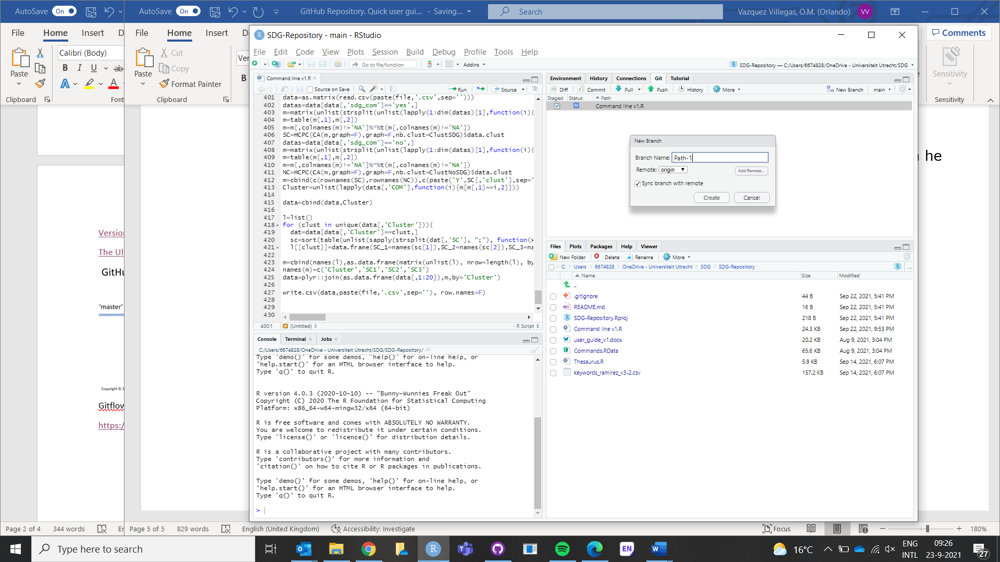 AutoSave On
AutoSave On GitHub Repository. Quick user gui... - Saving... Search Vazquez Villegas, O.M. (Orlando) VV
File Home Insert D
File Home Insert
Comments
Calibri (Body)
Paste
B I U ab
A A
Clipboard
Paste
Cut
Copy
Format Painter
B
Clipboard
Sensitivity
Sensitivity
he
Version
The Ul
GitHu
'master'
Copyright © 2
Gitflow
https:/
SDG-Repository - main - RStudio
File Edit Code View Plots Session Build Debug Profile Tools Help
Go to file/function Addins
SDG-Repository — C:/Users/6674828/OneDrive - Universiteit Utrecht/SDG
Command line v1.R
Source on Save Run Source
401 data=as.matrix(read.csv(paste(file,'.csv',sep='')))
402 datas=data[data[,'sdg_com']=='yes',]
403 m=matrix(unlist(strsplit(unlist(lapply(1:dim(datas)[1],function(i){
404 m=table(m[,1],m[,2])
405 m=m[,colnames(m)!='NA']%*%t(m[,colnames(m)!='NA'])
406 SC=HCPC(CA(m,graph=F),graph=F,nb.clust=ClustSDG)$data.clust
407 datas=data[data[,'sdg_com']=='no',]
408 m=matrix(unlist(strsplit(unlist(lapply(1:dim(datas)[1],function(i){
409 m=table(m[,1],m[,2])
410 m=m[,colnames(m)!='NA']%*%t(m[,colnames(m)!='NA'])
411 NC=HCPC(CA(m,graph=F),graph=F,nb.clust=ClustNoSDG)$data.clust
412 m=cbind(c(rownames(SC),rownames(NC)),c(paste('Y',SC[,'clust'],sep='
413 Cluster=unlist(lapply(data[,'COM'],function(i){m[m[,1]==i,2]}))
414
415 data=cbind(data,Cluster)
416
417 l=list()
418 for (clust in unique(data[,'Cluster'])){
419 dat=data[data[,'Cluster']==clust,]
420 sc=sort(table(unlist(sapply(strsplit(dat[,'SC'], ";"), function(x
421 l[[clust]]=data.frame(SC_1=names(sc[1]),SC_2=names(sc[2]),SC_3=na
422
423 m=cbind(names(l),as.data.frame(matrix(unlist(l), nrow=length(l), by
424 names(m)=c('Cluster','SC1','SC2','SC3')
425 data=plyr::join(as.data.frame(data[,1:20]),m,by='Cluster')
426
427 write.csv(data,paste(file,'.csv',sep=''), row.names=F)
428
429
430
430:1 (Untitled) R Script
Console Terminal Jobs
C:/Users/6674828/OneDrive - Universiteit Utrecht/SDG/SDG-Repository/
Type 'demo()' for some demos, 'help()' for on-line help, or
'help.start()' for an HTML browser interface to help.
Type 'q()' to quit R.
R version 4.0.3 (2020-10-10) -- "Bunny-Wunnies Freak Out"
Copyright (C) 2020 The R Foundation for Statistical Computing
Platform: x86_64-w64-mingw32/x64 (64-bit)
R is free software and comes with ABSOLUTELY NO WARRANTY.
You are welcome to redistribute it under certain conditions.
Type 'license()' or 'licence()' for distribution details.
R is a collaborative project with many contributors.
Type 'contributors()' for more information and
'citation()' on how to cite R or R packages in publications.
Type 'demo()' for some demos, 'help()' for on-line help, or
'help.start()' for an HTML browser interface to help.
Type 'q()' to quit R.
>
Environment History Connections Git Tutorial
Diff Commit Pull Push History More New Branch main
Staged Status Path
M Command line v1.R
New Branch
Branch Name: Path-1
Remote: origin Add Remote...
Sync branch with remote
Create Cancel
Files Plots Packages Help Viewer
New Folder Delete Rename More
C: Users 6674828 OneDrive - Universiteit Utrecht SDG SDG-Repository ...
Name Size Modified
..
.gitignore 44 B Sep 22, 2021, 5:41 PM
README.md 16 B Sep 22, 2021, 5:41 PM
SDG-Repository.Rproj 218 B Sep 22, 2021, 5:41 PM
Command line v1.R 24.3 KB Sep 22, 2021, 9:53 PM
user_guide_v1.docx 20.2 KB Aug 9, 2021, 3:04 PM
Commands.RData 65.6 KB Aug 9, 2021, 3:04 PM
Thesaurus.R 5.9 KB Sep 14, 2021, 6:07 PM
keywords_ramirez_v3-2.csv 157.2 KB Sep 14, 2021, 6:07 PM
Page 2 of 4 344 words
Page 5 of 5 829 words English (United Kingdom) Accessibility: Investigate Focus 180%
Type here to search
EN
16°C
ENG
INTL
09:26
23-9-2021
27